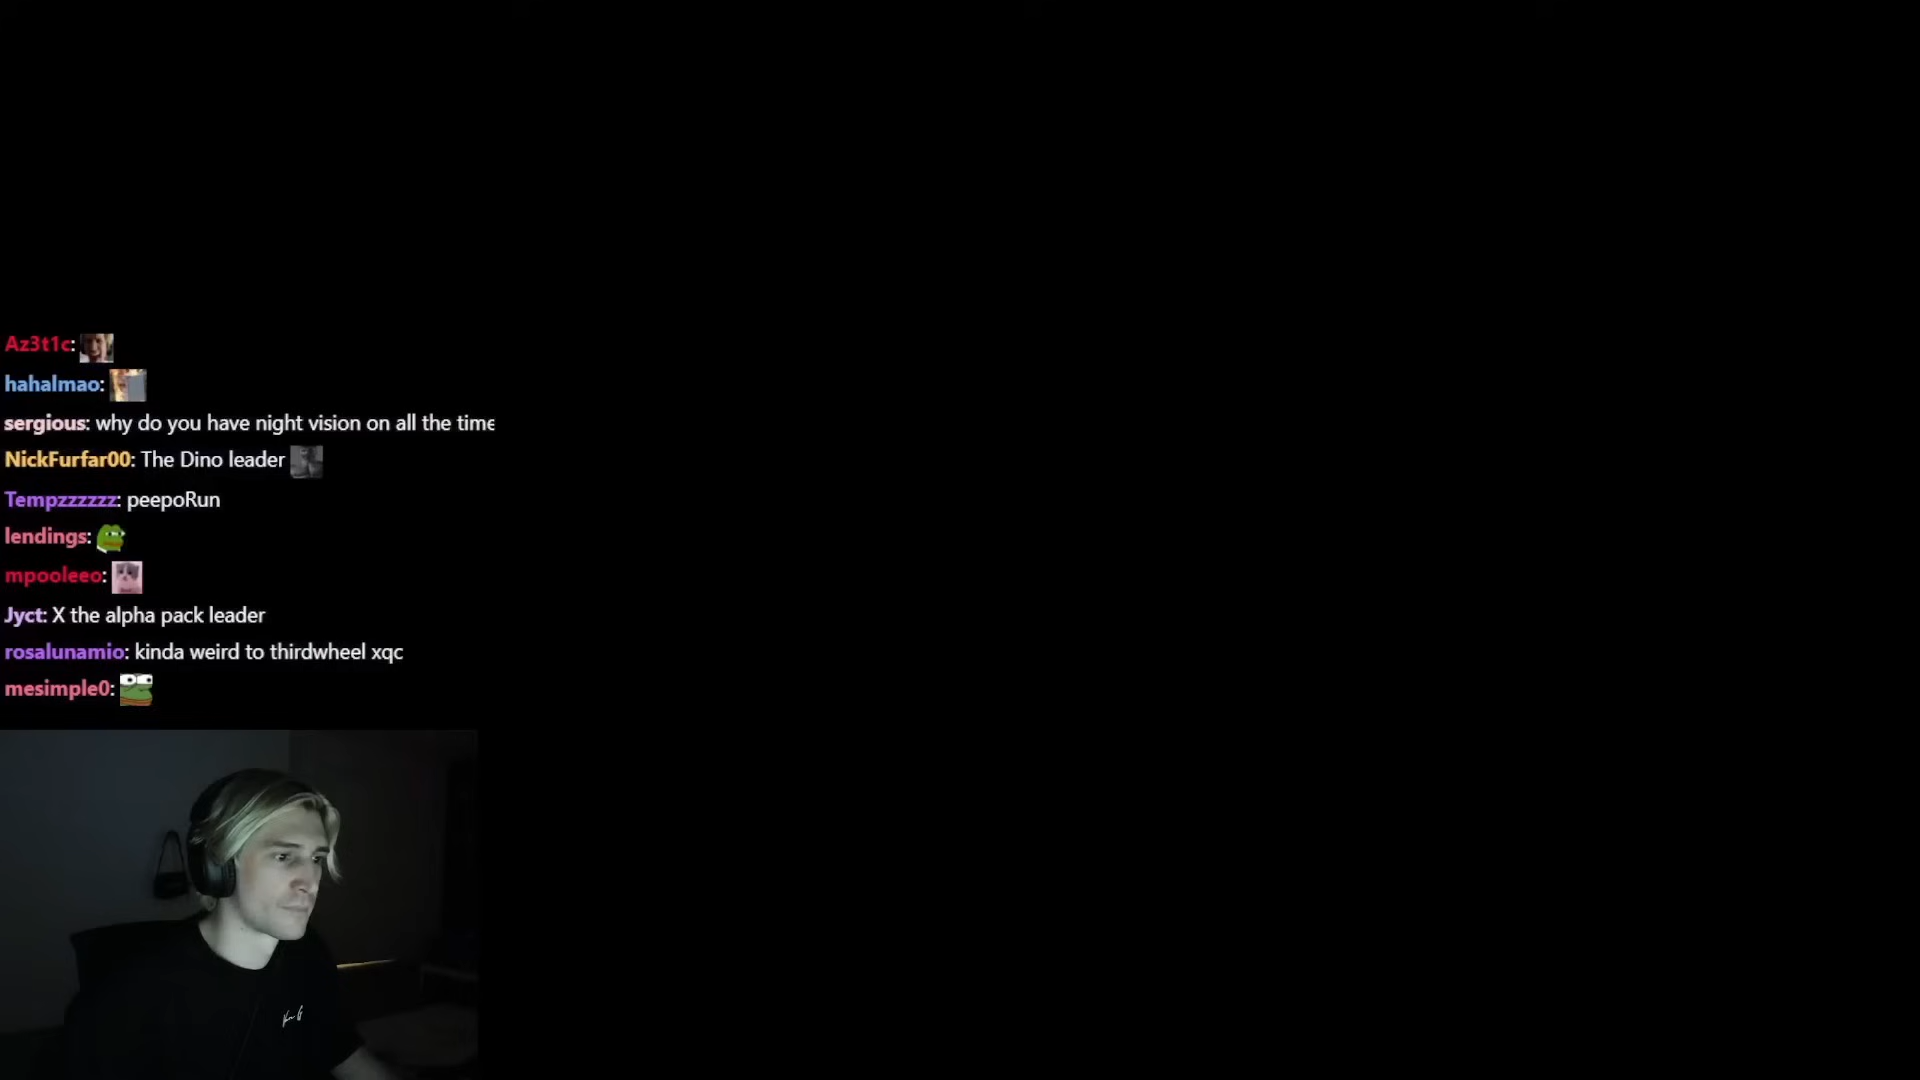 Az3t1c:
hahalmao:
sergious: why do you have night vision on all the time
NickFurfar00: The Dino leader
Tempzzzzzz: peepoRun
lendings:
mpooleeo:
Jyct: X the alpha pack leader
rosalunamio: kinda weird to thirdwheel xqc
mesimple0: